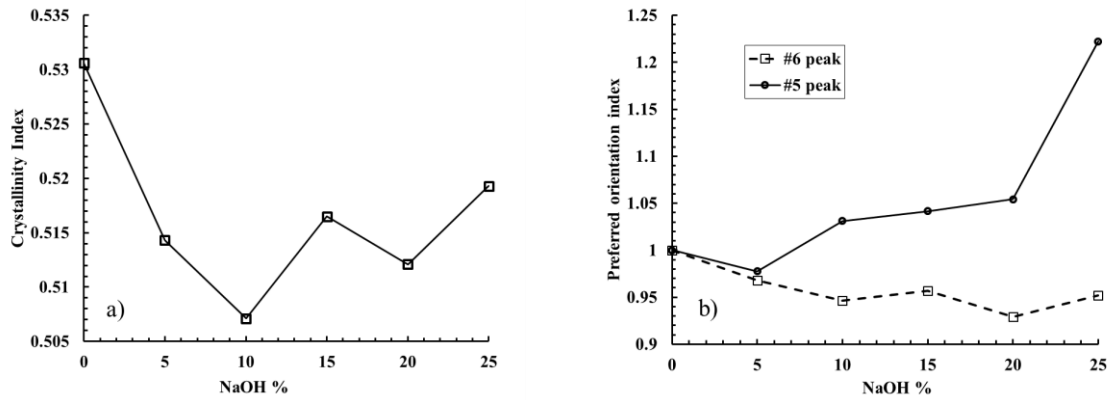 0.535
0.53
0.525
0.52
0.515
0.51
0.505
Crystallinity Index
a)
0 5 10 15 20 25
NaOH %
1.25
1.2
1.15
1.1
1.05
1
0.95
0.9
Preferred orientation index
#6 peak
#5 peak
b)
0 5 10 15 20 25
NaOH %